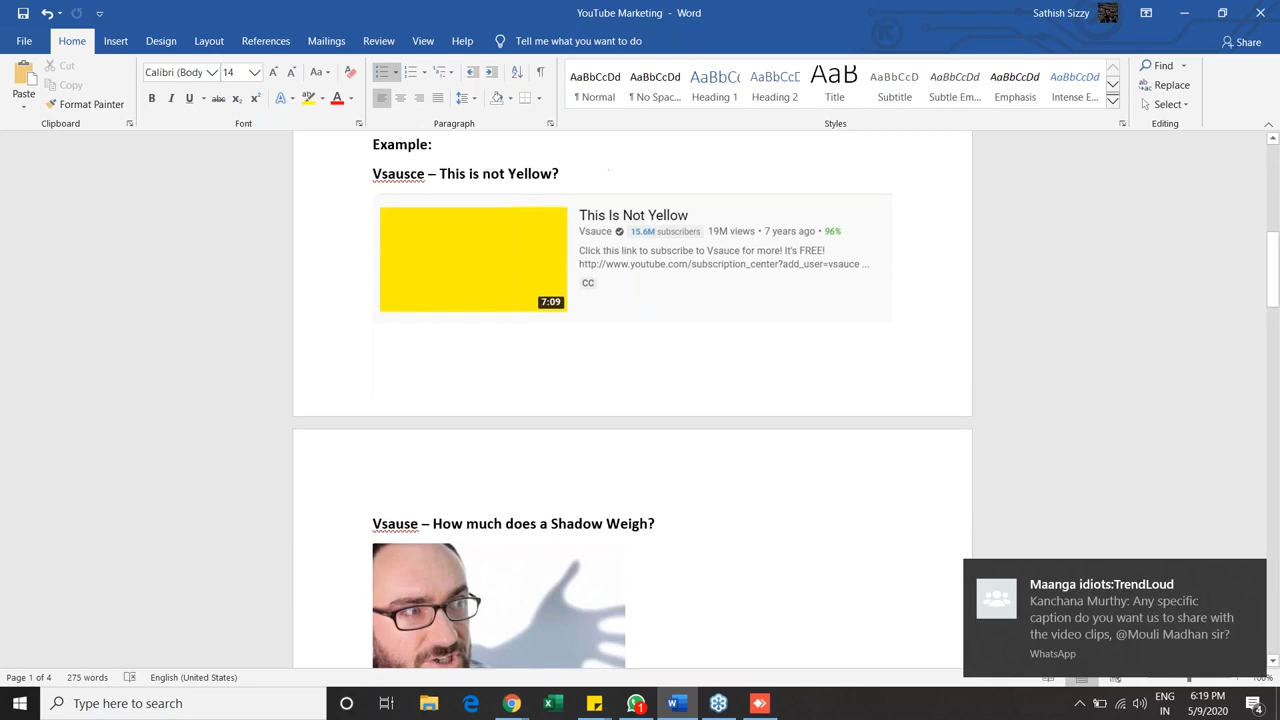 YouTube Marketing - Word
Sathish Sizzy
File Home Insert Design Layout References Mailings Review View Help Tell me what you want to do Share
Paste
Cut
Copy
Format Painter
Calibri (Body 14
Clipboard Font Paragraph Styles Editing
AaBbCcDd AaBbCcDd AaBbC( AaBbCcE AaB AaBbCcD AaBbCcDd AaBbCcDd AaBbCcDd
¶ Normal ¶ No Spac... Heading 1 Heading 2 Title Subtitle Subtle Em... Emphasis Intense E...
Find
Replace
Select
Example:
Vsausce – This is not Yellow?
7:09
This Is Not Yellow
Vsauce 15.6M subscribers 19M views • 7 years ago • 96%
Click this link to subscribe to Vsauce for more! It's FREE!
http://www.youtube.com/subscription_center?add_user=vsauce ...
CC
Vsause – How much does a Shadow Weigh?
Maanga idiots:TrendLoud
Kanchana Murthy: Any specific
caption do you want us to share with
the video clips, @Mouli Madhan sir?
WhatsApp
Page 1 of 4 275 words English (United States)
100%
Type here to search
1
ENG
IN
6:19 PM
5/9/2020
4